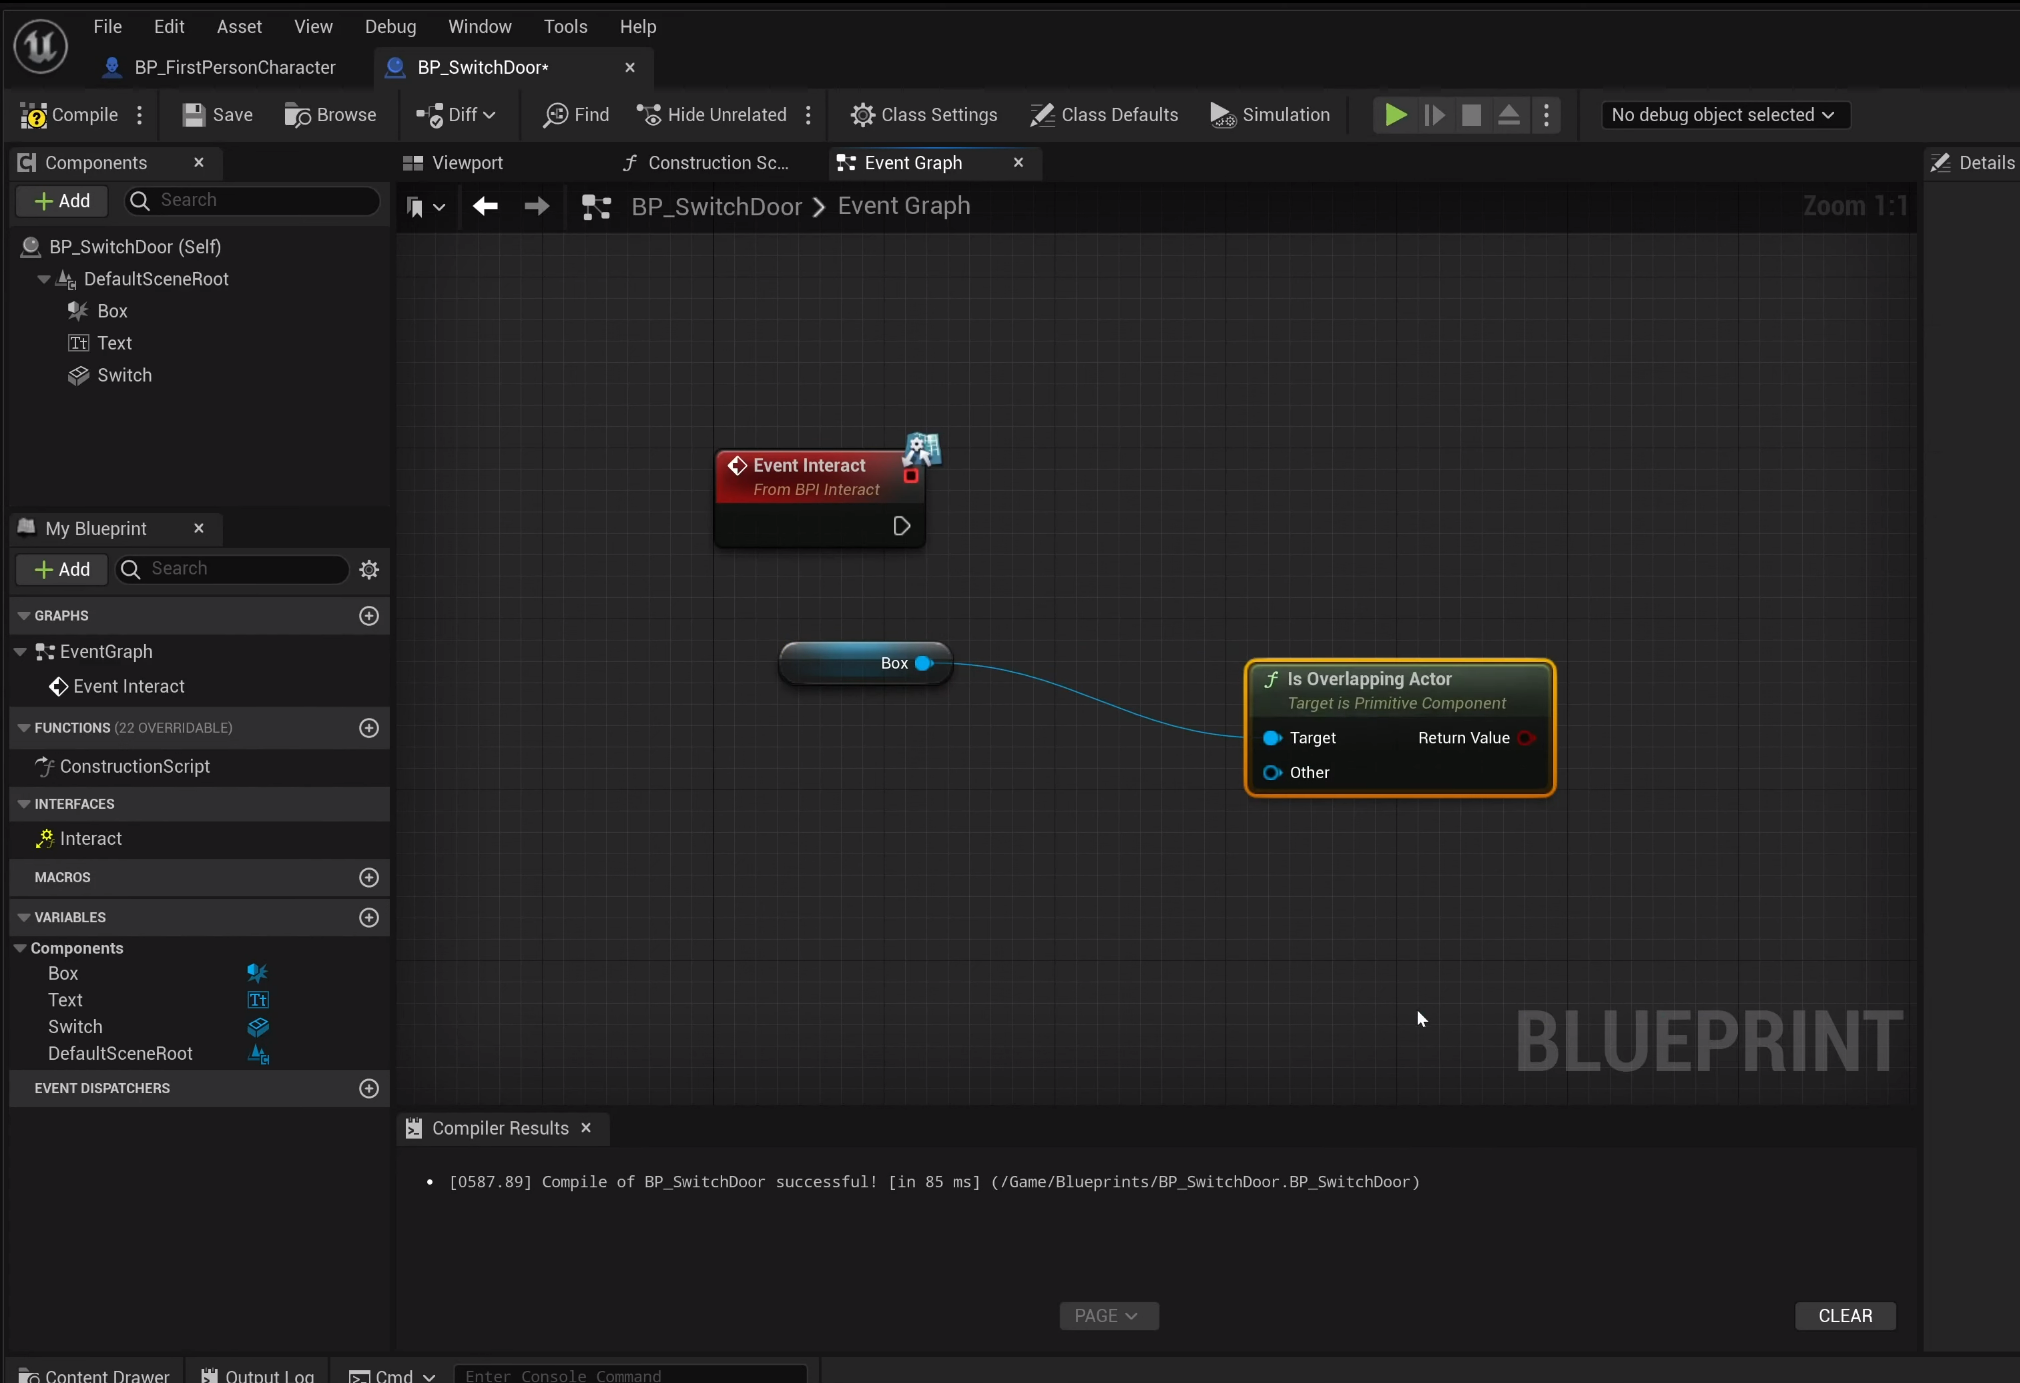 File Edit Asset View Debug Window Tools Help
BP_FirstPersonCharacter BP_SwitchDoor*
Compile Save Browse Diff Find Hide Unrelated Class Settings Class Defaults Simulation No debug object selected
Components Viewport Construction Sc... Event Graph Details
Add Search BP_SwitchDoor Event Graph Zoom 1:1
BP_SwitchDoor (Self)
DefaultSceneRoot
Box
Text
Switch
Event Interact
From BPI Interact
Box
Is Overlapping Actor
Target is Primitive Component
Target Return Value
Other
BLUEPRINT
My Blueprint
Add Search
GRAPHS
EventGraph
Event Interact
FUNCTIONS (22 OVERRIDABLE)
ConstructionScript
INTERFACES
Interact
MACROS
VARIABLES
Components
Box
Text
Switch
DefaultSceneRoot
EVENT DISPATCHERS
Compiler Results
[0587.89] Compile of BP_SwitchDoor successful! [in 85 ms] (/Game/Blueprints/BP_SwitchDoor.BP_SwitchDoor)
PAGE CLEAR
Content Drawer Output Log Cmd Enter Console Command